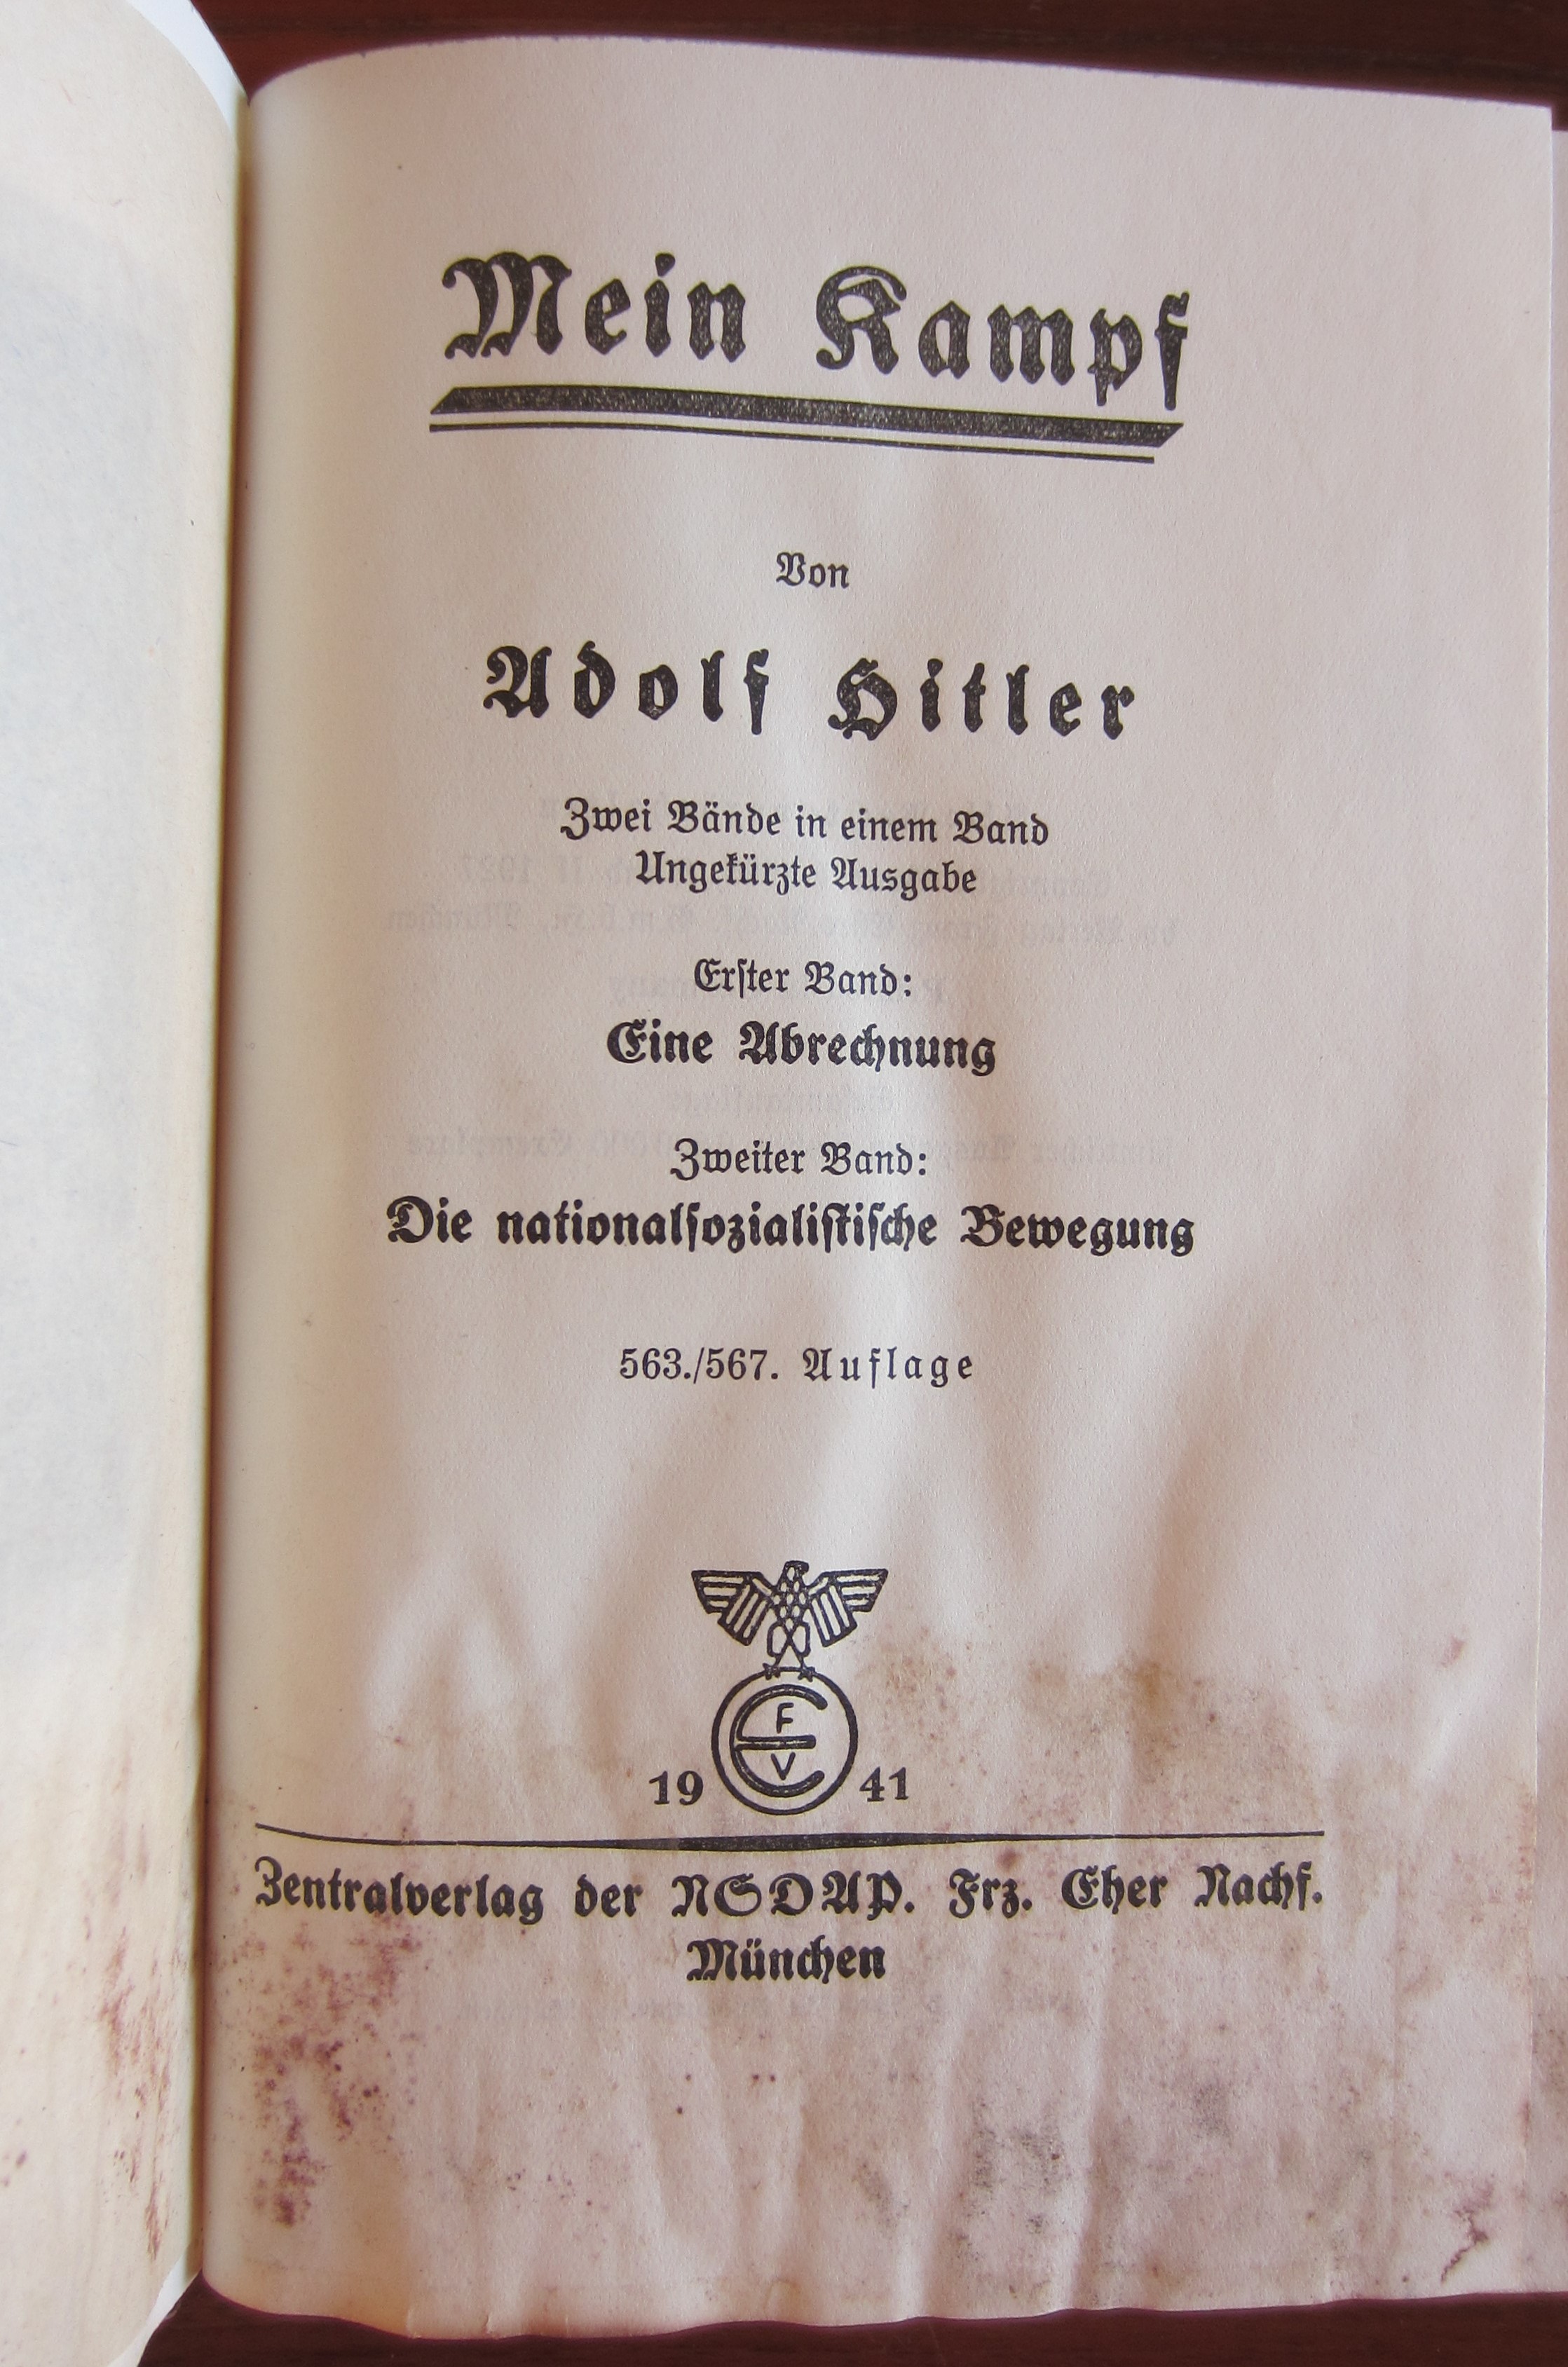 Mein Kampf
Von
Adolf Hitler
Zwei Bände in einem Band
Ungekürzte Ausgabe
Erſter Band:
Eine Abrechnung
Zweiter Band:
Die nationalſozialiſtiſche Bewegung
563./567. Auflage
F
E
V
19 41
Zentralverlag der NSDAP. Frz. Eher Nachf.
München